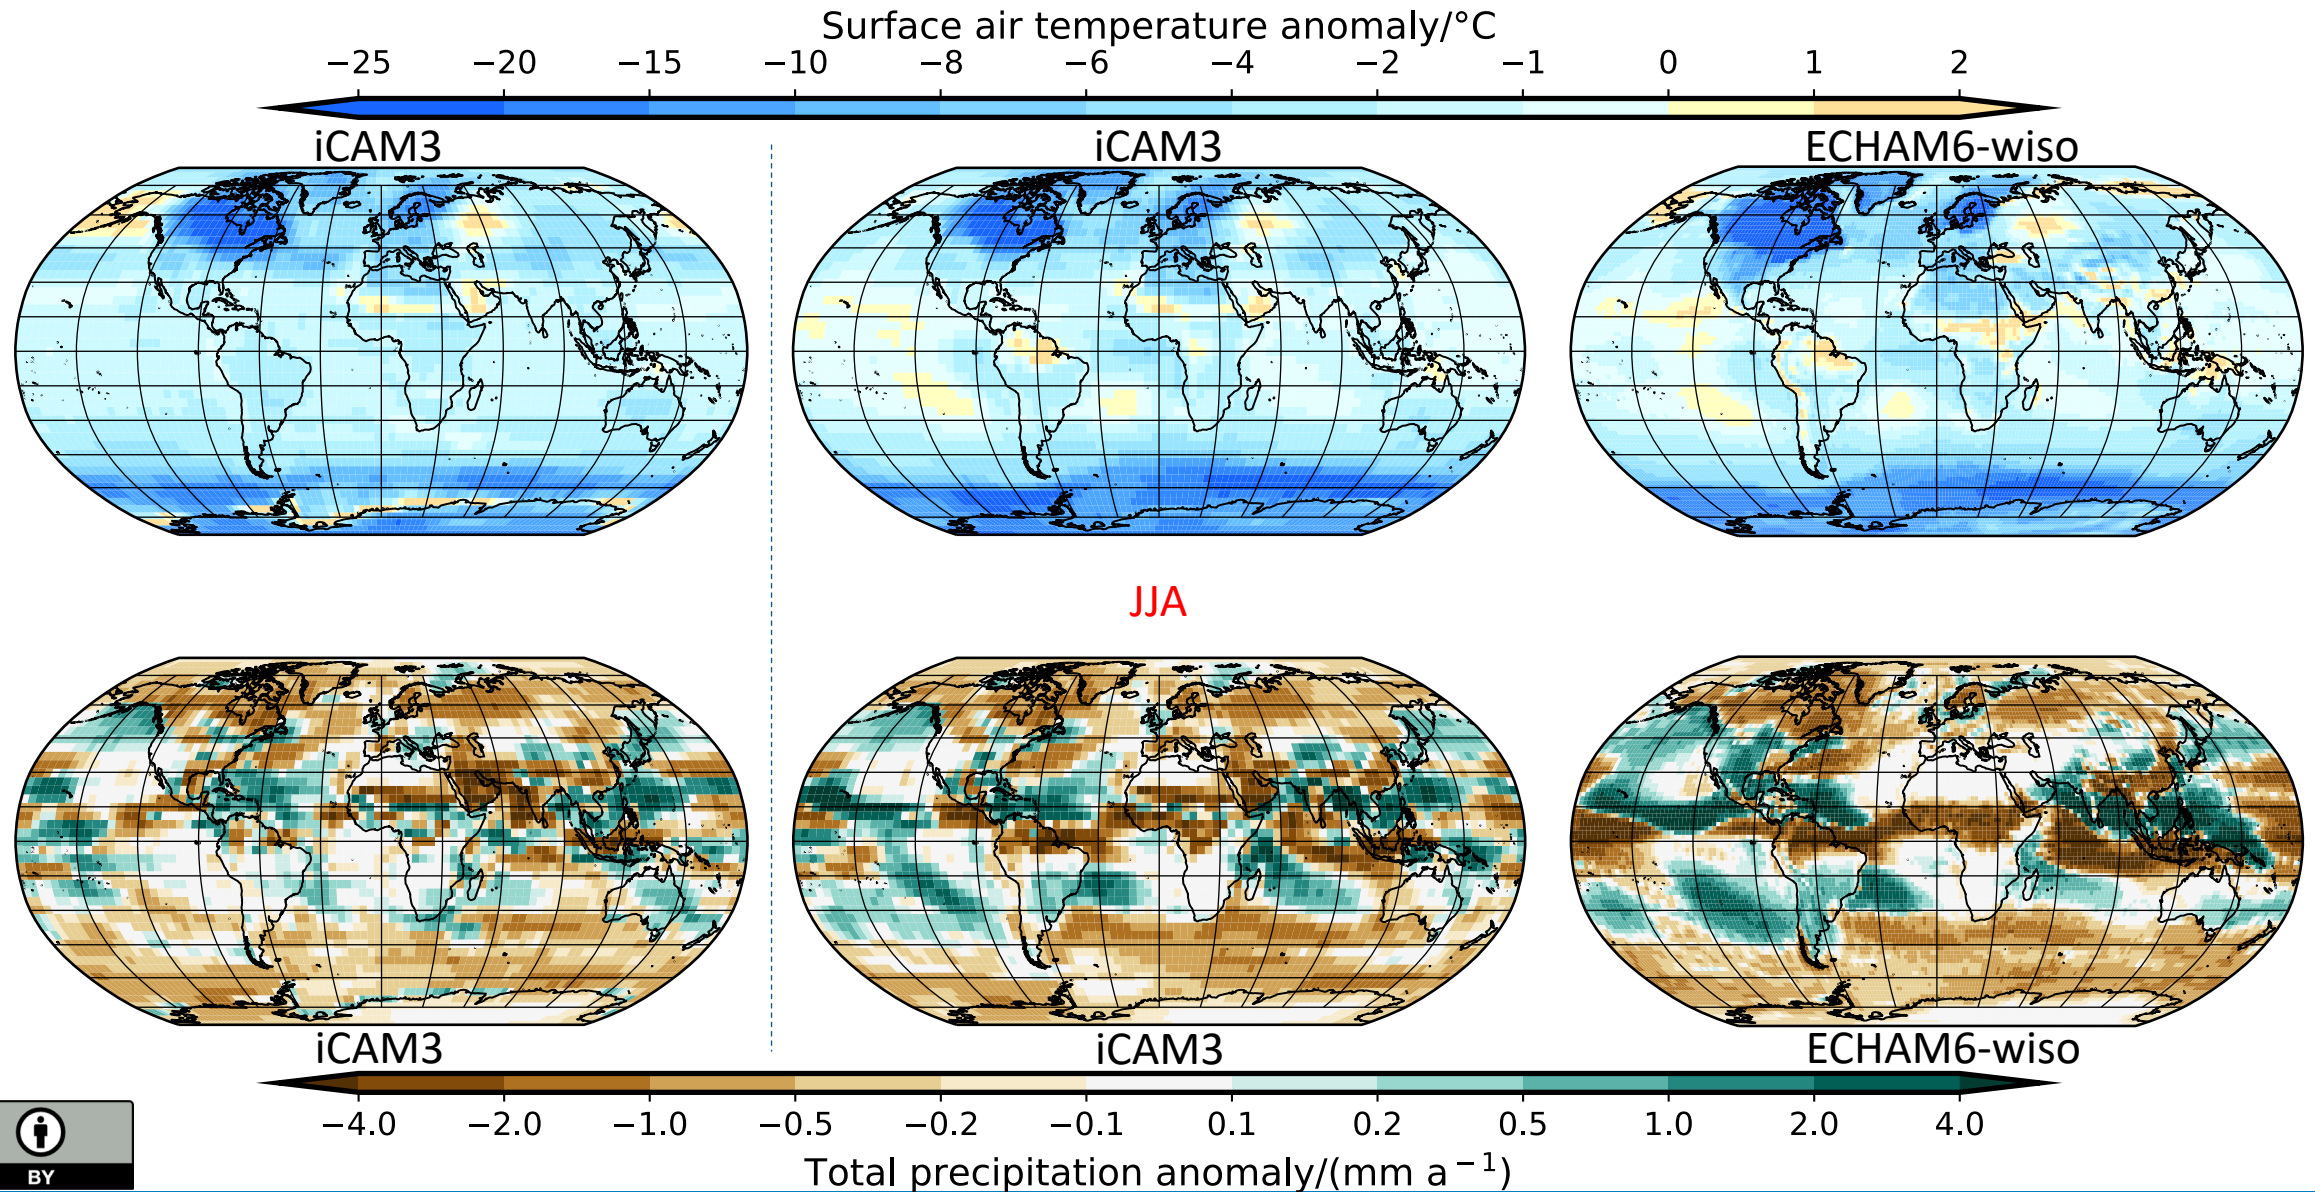 Surface air temperature anomaly/°C
−25 −20 −15 −10 −8 −6 −4 −2 −1 0 1 2
iCAM3 iCAM3 ECHAM6-wiso
JJA
iCAM3 iCAM3 ECHAM6-wiso
−4.0 −2.0 −1.0 −0.5 −0.2 −0.1 0.1 0.2 0.5 1.0 2.0 4.0
Total precipitation anomaly/(mm a⁻¹)
BY